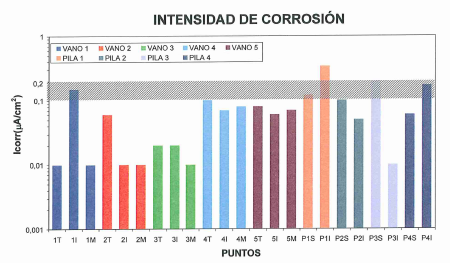 INTENSIDAD DE CORROSIÓN
Icorr(µA/cm²)
1
0,2
0,1
0,01
0,001
VANO 1 VANO 2 VANO 3 VANO 4 VANO 5
PILA 1 PILA 2 PILA 3 PILA 4
1T 1I 1M 2T 2I 2M 3T 3I 3M 4T 4I 4M 5T 5I 5M P1S P1I P2S P2I P3S P3I P4S P4I
PUNTOS